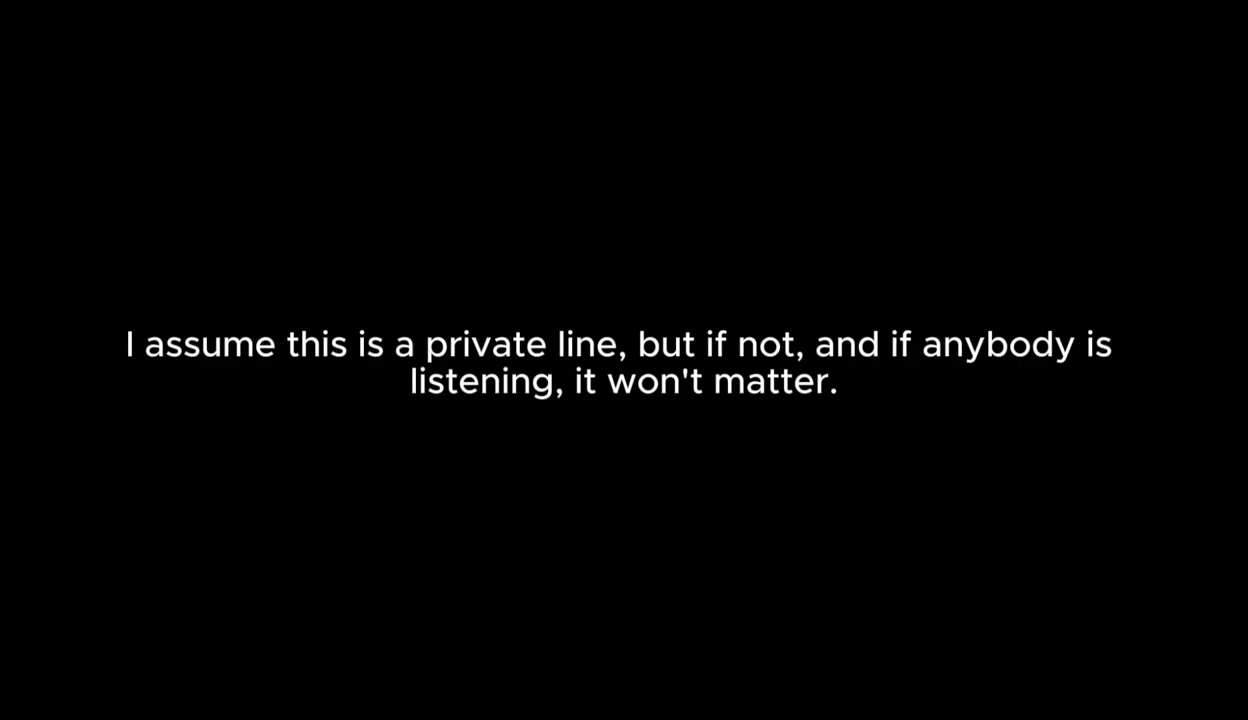 I assume this is a private line, but if not, and if anybody is
listening, it won't matter.